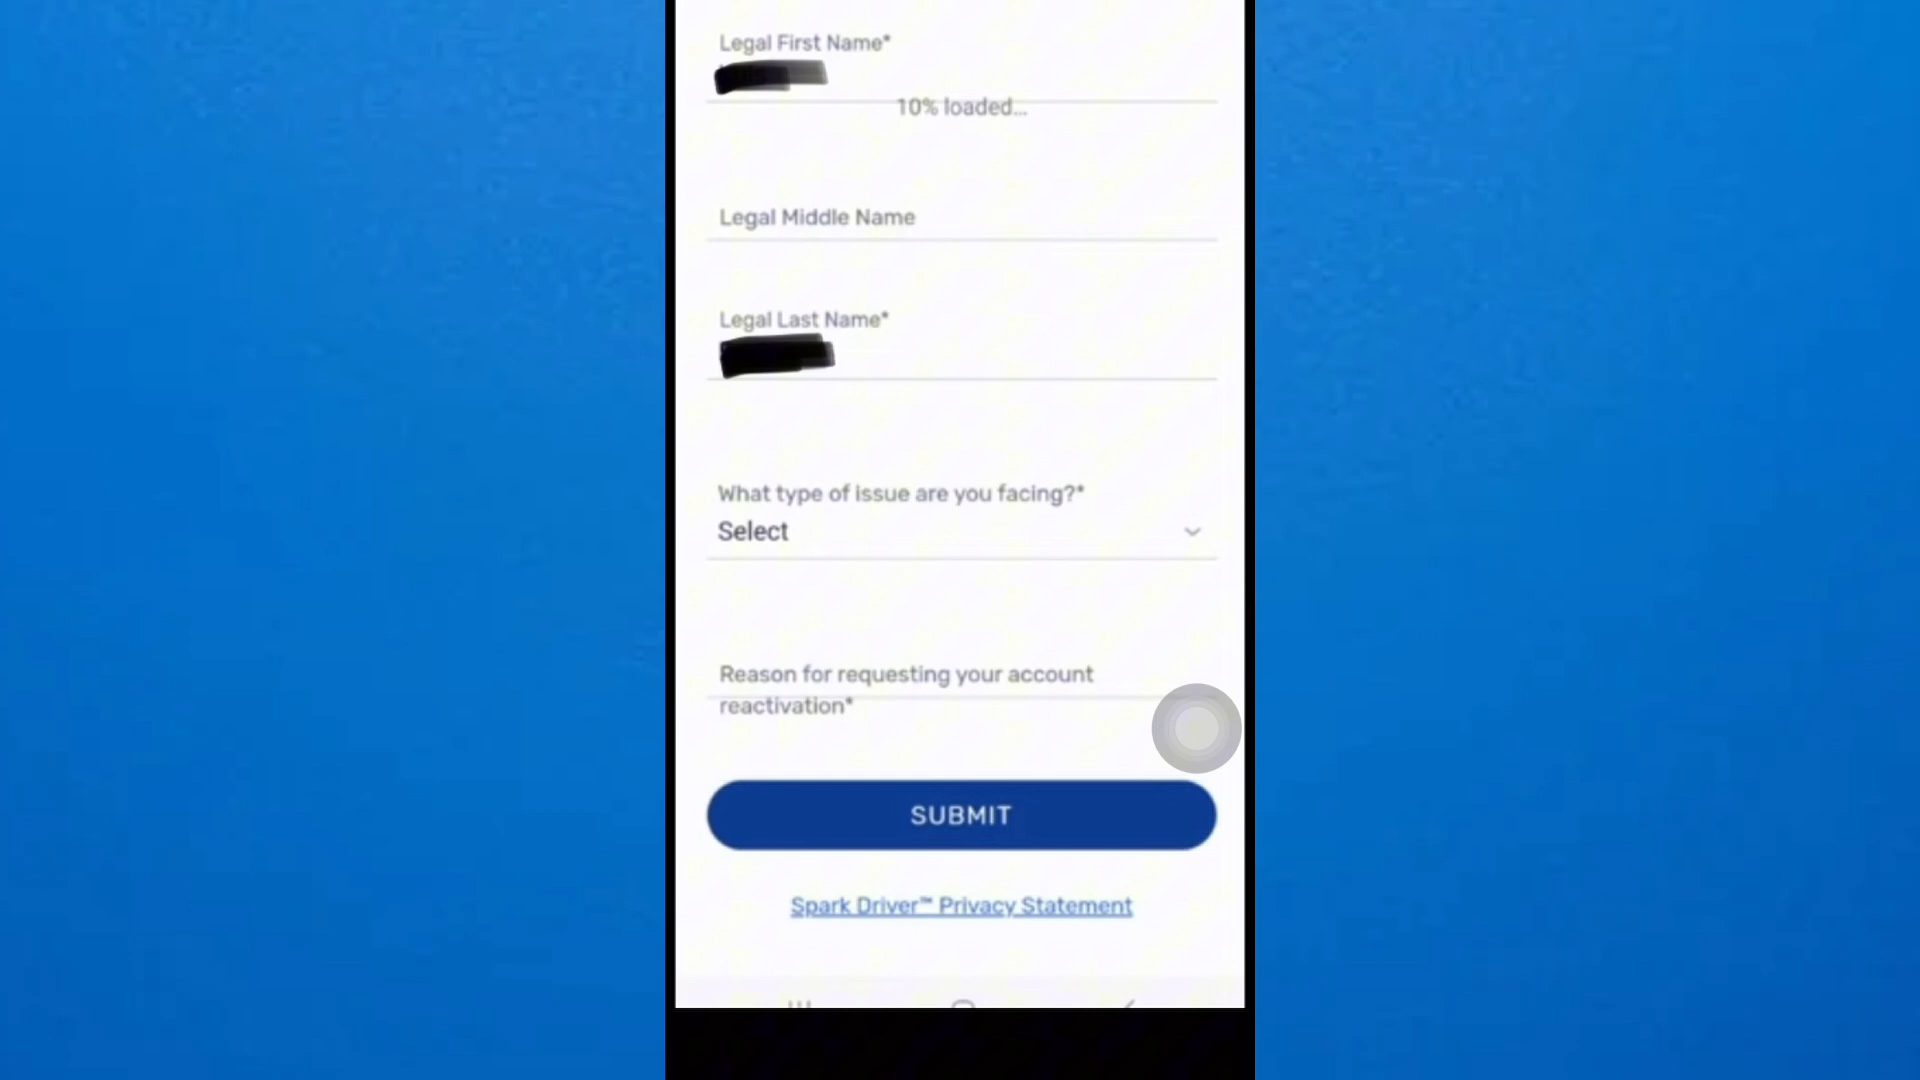 Legal First Name*
10% loaded...
Legal Middle Name
Legal Last Name*
What type of issue are you facing?*
Select
Reason for requesting your account
reactivation*
SUBMIT
Spark Driver™ Privacy Statement